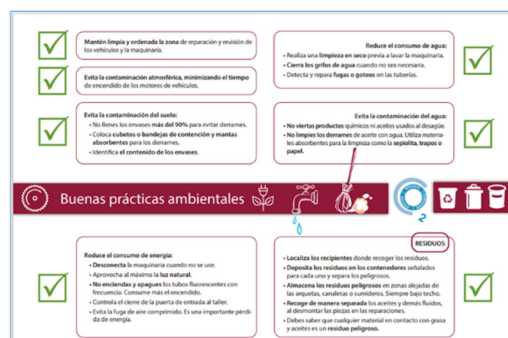 Mantén limpia y ordenada la zona de reparación y revisión de
los vehículos y la maquinaria.
Evita la contaminación atmosférica, minimizando el tiempo
de encendido de los motores de vehículos.
Evita la contaminación del suelo:
• No llenes los envases más del 90% para evitar derrames.
• Coloca cubetos o bandejas de contención y mantas
absorbentes para los derrames.
• Identifica el contenido de los envases.
Reduce el consumo de agua:
• Realiza una limpieza en seco previa a lavar la maquinaria.
• Cierra los grifos de agua cuando no sea necesaria.
• Detecta y repara fugas o goteos en las tuberías.
Evita la contaminación del agua:
• No viertas productos químicos ni aceites usados al desagüe.
• No limpies los derrames de aceite con agua. Utiliza materia-
les absorbentes para la limpieza como la sepiolita, trapos o
papel.
Buenas prácticas ambientales
2
Reduce el consumo de energía:
• Desconecta la maquinaria cuando no se use.
• Aprovecha al máximo la luz natural.
• No enciendas y apagues los tubos fluorescentes con
frecuencia. Consume más el encendido.
• Controla el cierre de la puerta de entrada al taller.
• Evita la fuga de aire comprimido. Es una importante pérdi-
da de energía.
RESIDUOS:
• Localiza los recipientes donde recoger los residuos.
• Deposita los residuos en los contenedores señalados
para cada uno y separa los peligrosos.
• Almacena los residuos peligrosos en zonas alejadas de
las arquetas, canaletas o sumideros. Siempre bajo techo.
• Recoge de manera separada los aceites y demás fluidos,
al desmontar las piezas en las reparaciones.
• Debes saber que cualquier material en contacto con grasa
y aceites es un residuo peligroso.